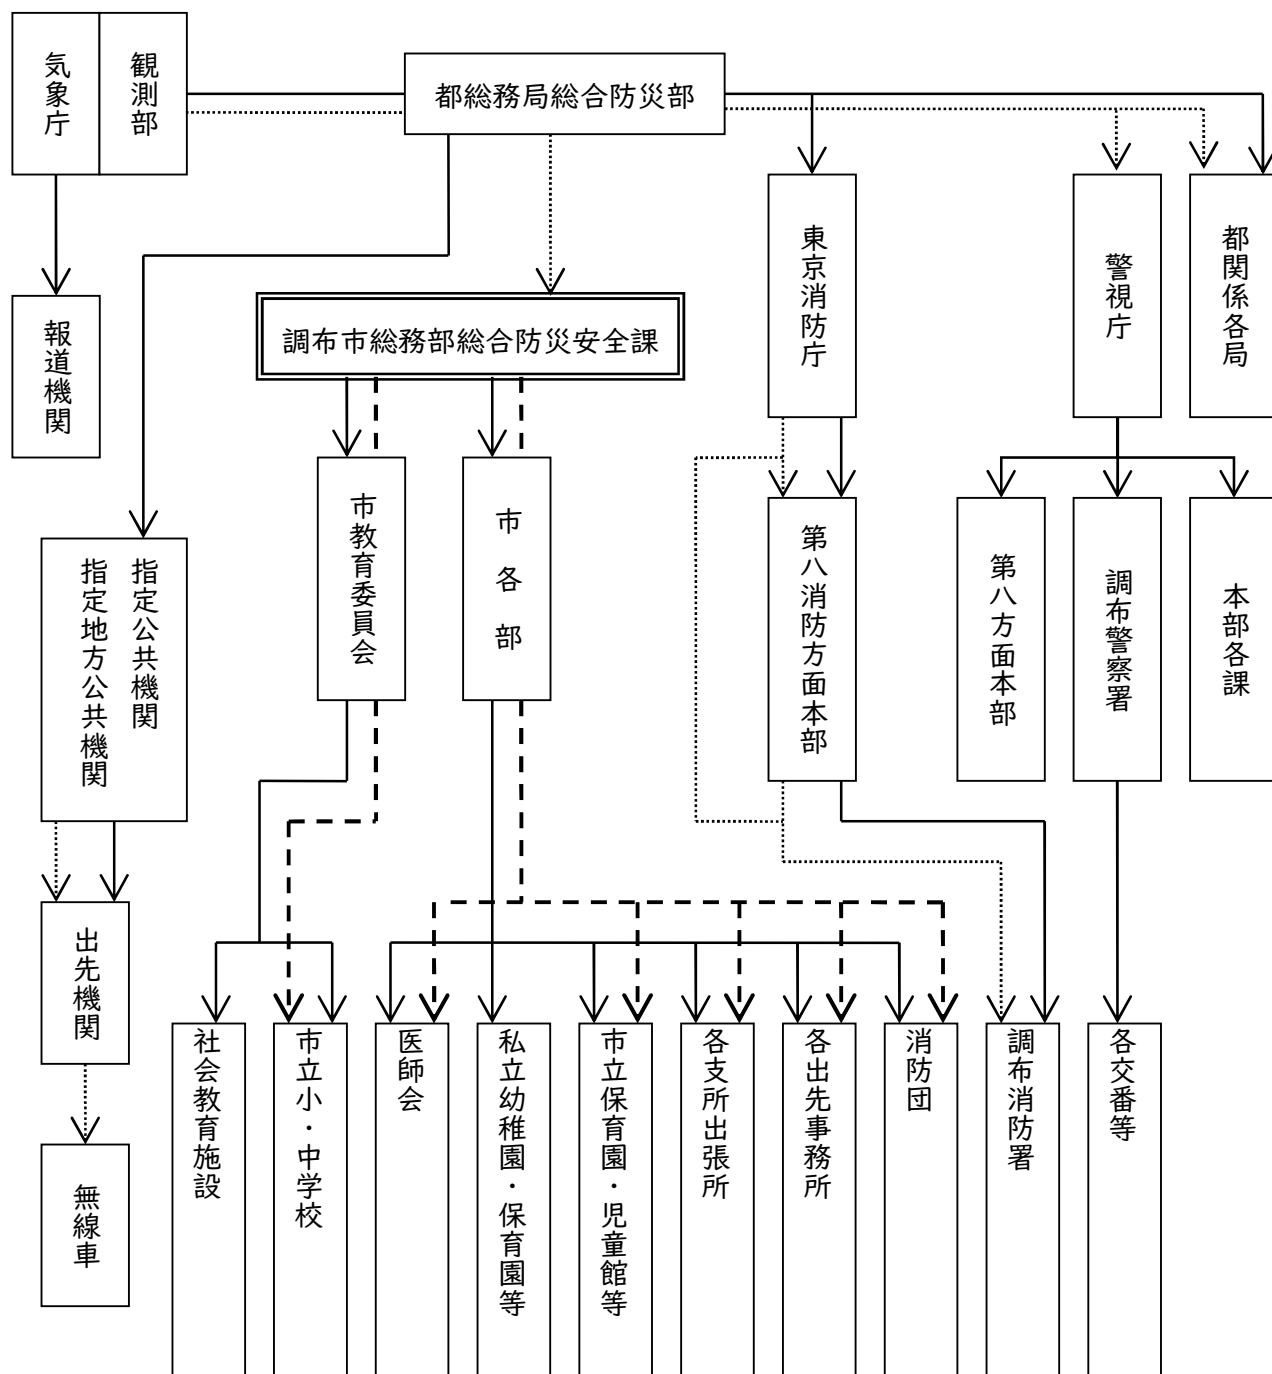 気象庁
観測部
都総務局総合防災部
東京消防庁
警視庁
都関係各局
報道機関
調布市総務部総合防災安全課
市教育委員会
市各部
第八消防方面本部
第八方面本部
調布警察署
本部各課
指定公共機関
指定地方公共機関
出先機関
無線車
社会教育施設
市立小・中学校
医師会
私立幼稚園・保育園等
市立保育園・児童館等
各支所出張所
各出先事務所
消防団
調布消防署
各交番等